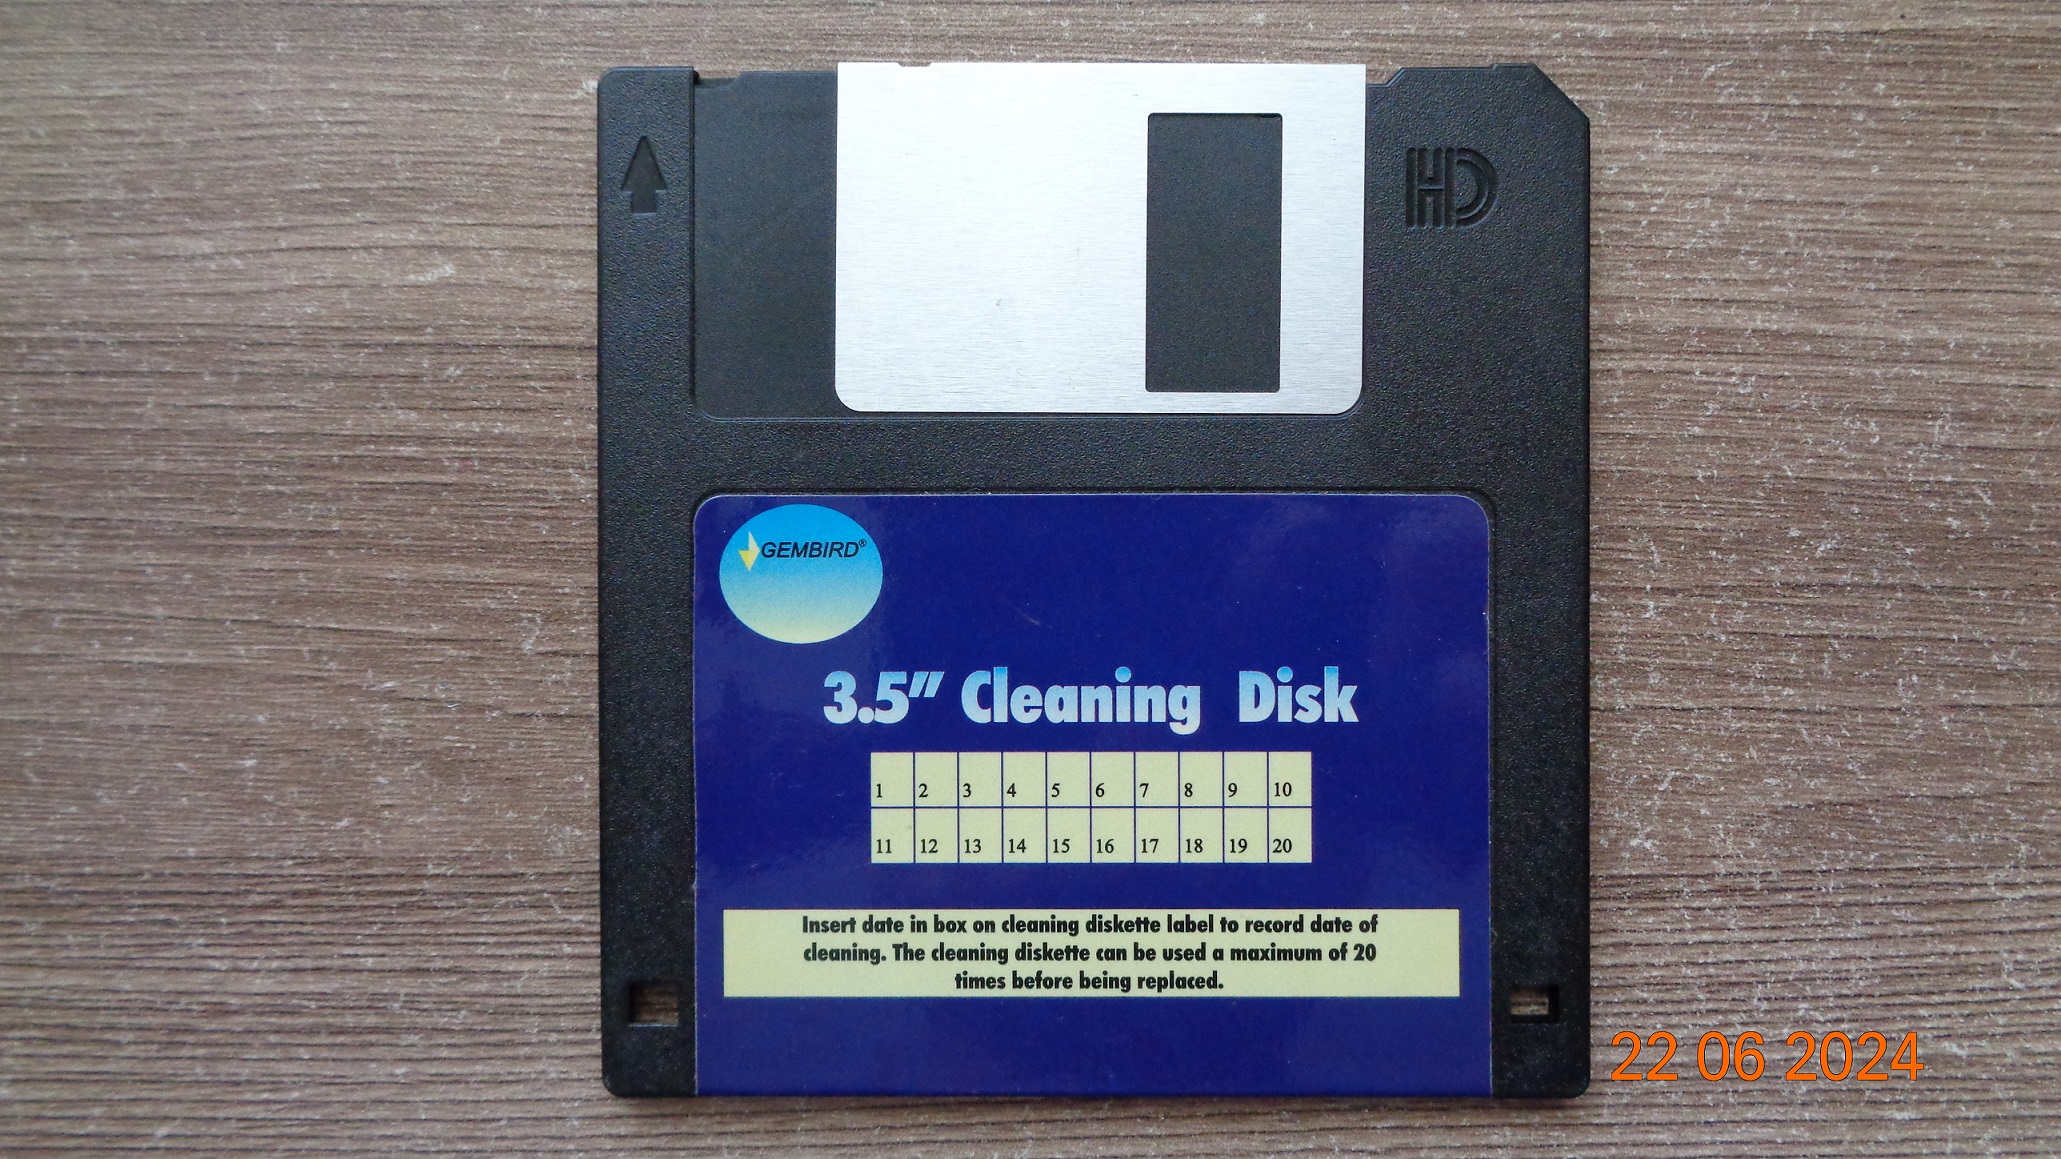 HD
GEMBIRD®
3.5" Cleaning Disk
1 2 3 4 5 6 7 8 9 10
11 12 13 14 15 16 17 18 19 20
Insert date in box on cleaning diskette label to record date of
cleaning. The cleaning diskette can be used a maximum of 20
times before being replaced.
22 06 2024